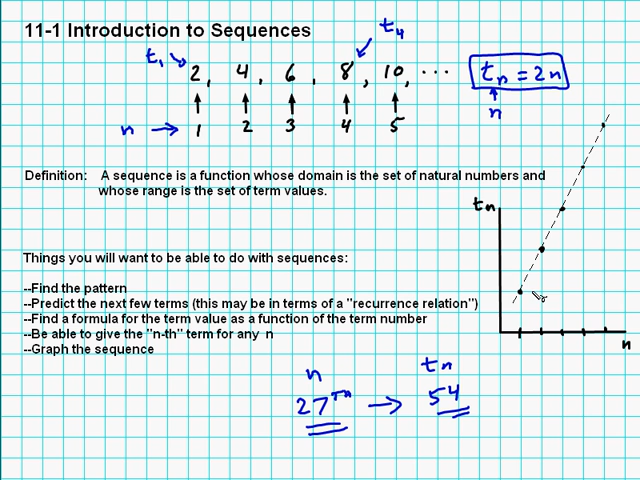 11-1 Introduction to Sequences
t₄
t₁
2, 4, 6, 8, 10, ...
tₙ = 2n
n
n → 1 2 3 4 5
Definition: A sequence is a function whose domain is the set of natural numbers and
whose range is the set of term values.
tₙ
Things you will want to be able to do with sequences:
--Find the pattern
--Predict the next few terms (this may be in terms of a "recurrence relation")
--Find a formula for the term value as a function of the term number
--Be able to give the "n-th" term for any n
--Graph the sequence
n
n tₙ
27ᵀʰ → 54